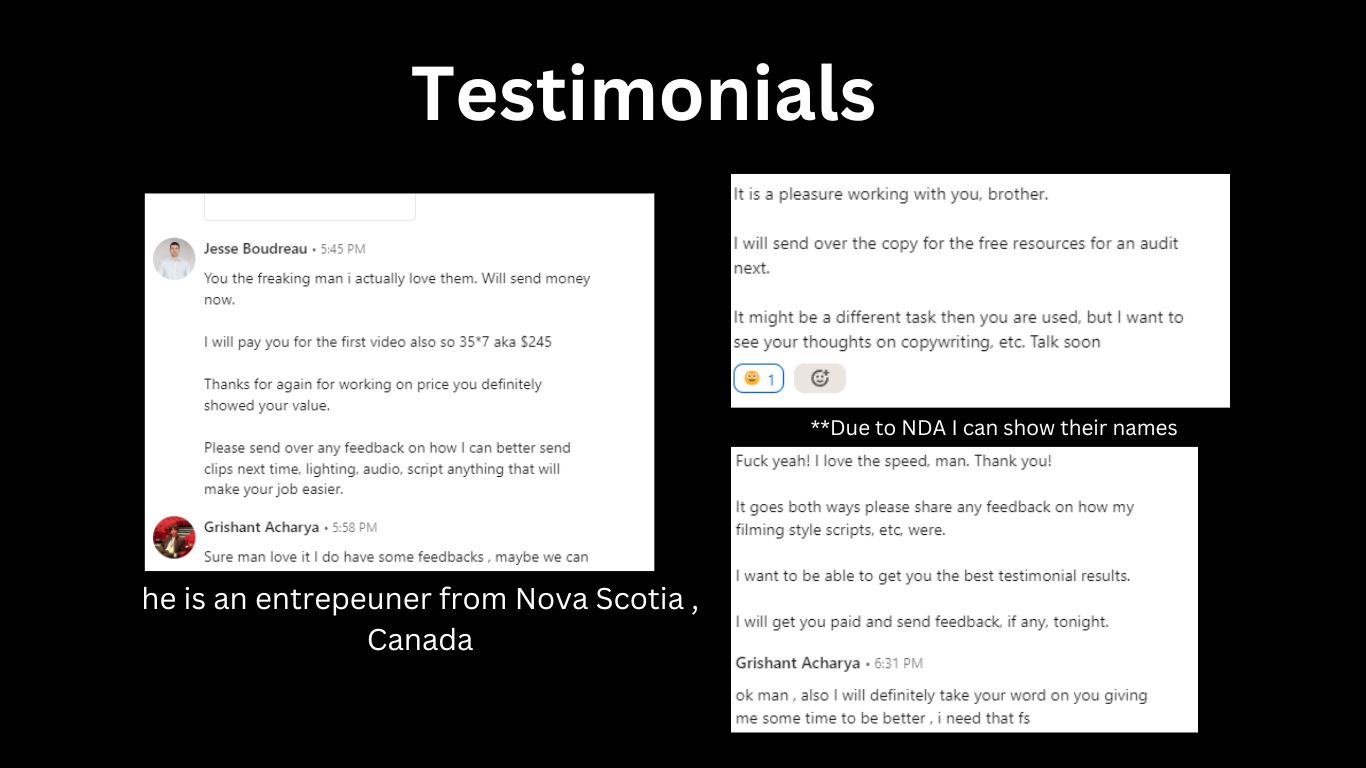 Testimonials
Jesse Boudreau • 5:45 PM
You the freaking man i actually love them. Will send money
now.
I will pay you for the first video also so 35*7 aka $245
Thanks for again for working on price you definitely
showed your value.
Please send over any feedback on how I can better send
clips next time, lighting, audio, script anything that will
make your job easier.
Grishant Acharya • 5:58 PM
Sure man love it I do have some feedbacks , maybe we can
he is an entrepeuner from Nova Scotia ,
Canada
It is a pleasure working with you, brother.
I will send over the copy for the free resources for an audit
next.
It might be a different task then you are used, but I want to
see your thoughts on copywriting, etc. Talk soon
1
**Due to NDA I can show their names
Fuck yeah! I love the speed, man. Thank you!
It goes both ways please share any feedback on how my
filming style scripts, etc, were.
I want to be able to get you the best testimonial results.
I will get you paid and send feedback, if any, tonight.
Grishant Acharya • 6:31 PM
ok man , also I will definitely take your word on you giving
me some time to be better , i need that fs